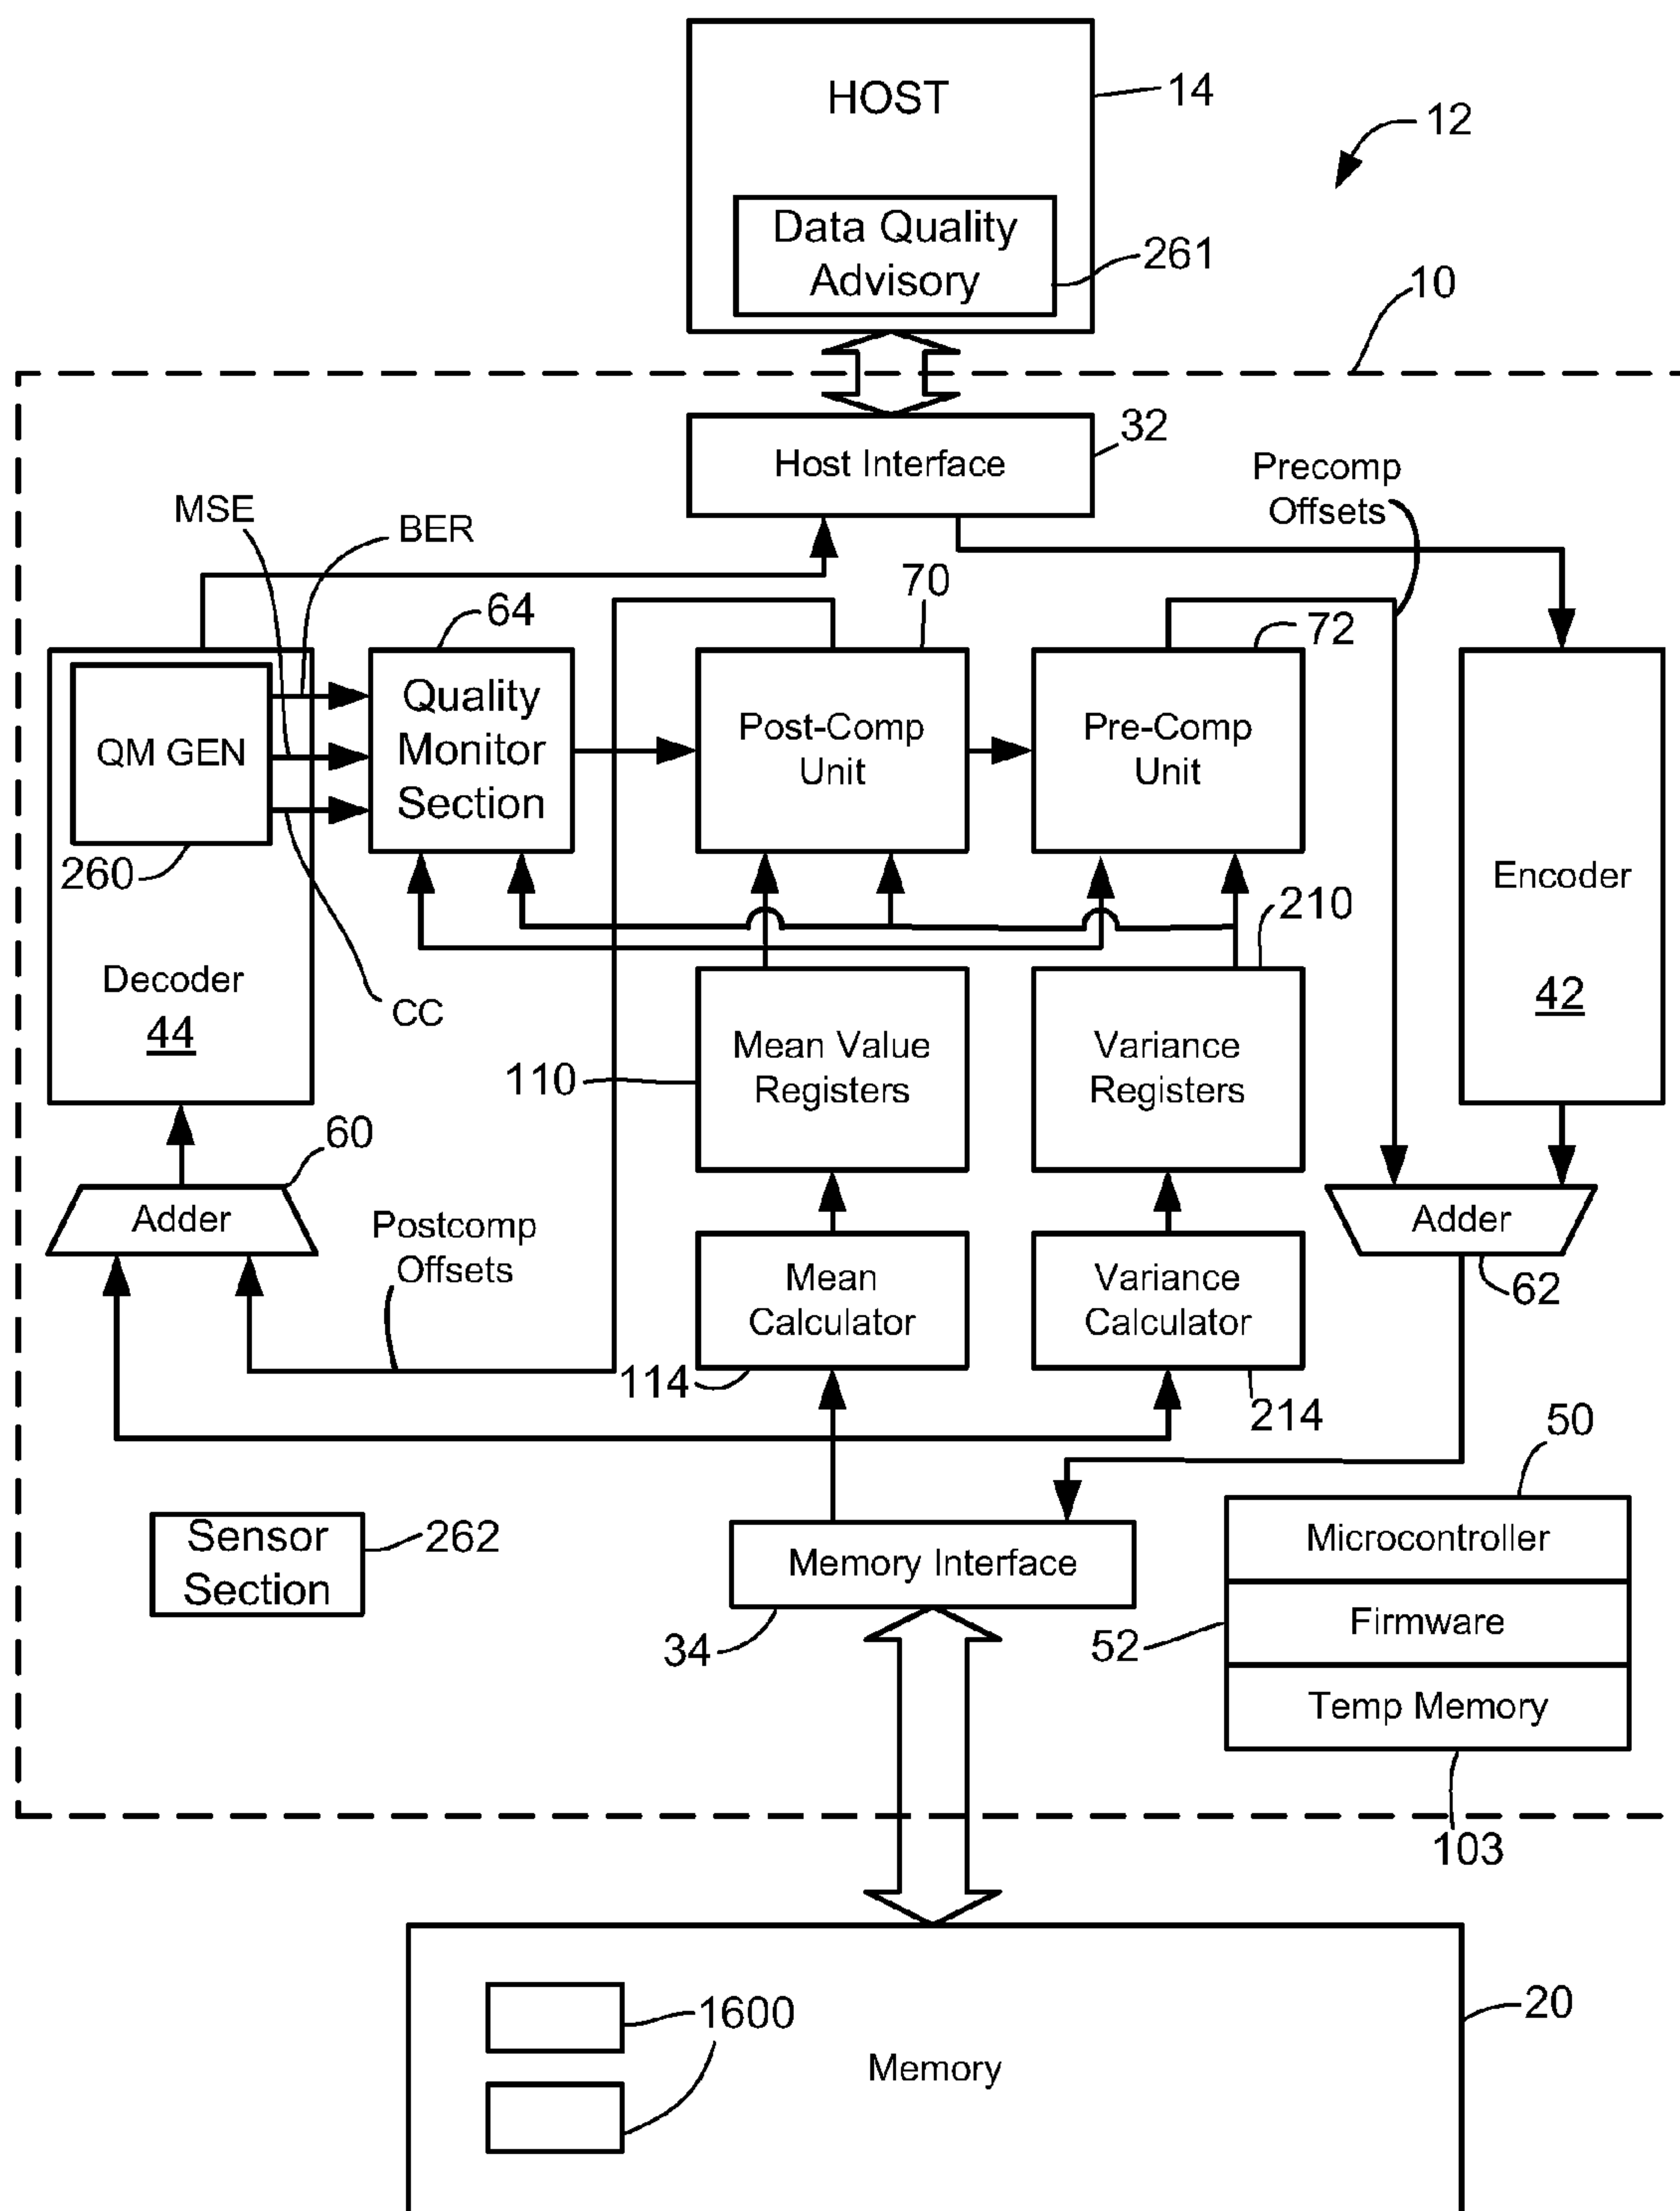 HOST
14
12
Data Quality
Advisory
261
10
32
Host Interface
Precomp
Offsets
MSE
BER
70
64
72
QM GEN
Quality
Monitor
Section
Post-Comp
Unit
Pre-Comp
Unit
260
Encoder
42
210
Decoder
44
CC
110
Mean Value
Registers
Variance
Registers
60
Adder
Postcomp
Offsets
Adder
62
Mean
Calculator
Variance
Calculator
114
214
50
Sensor
Section
262
Memory Interface
34
Microcontroller
52
Firmware
Temp Memory
103
1600
20
Memory